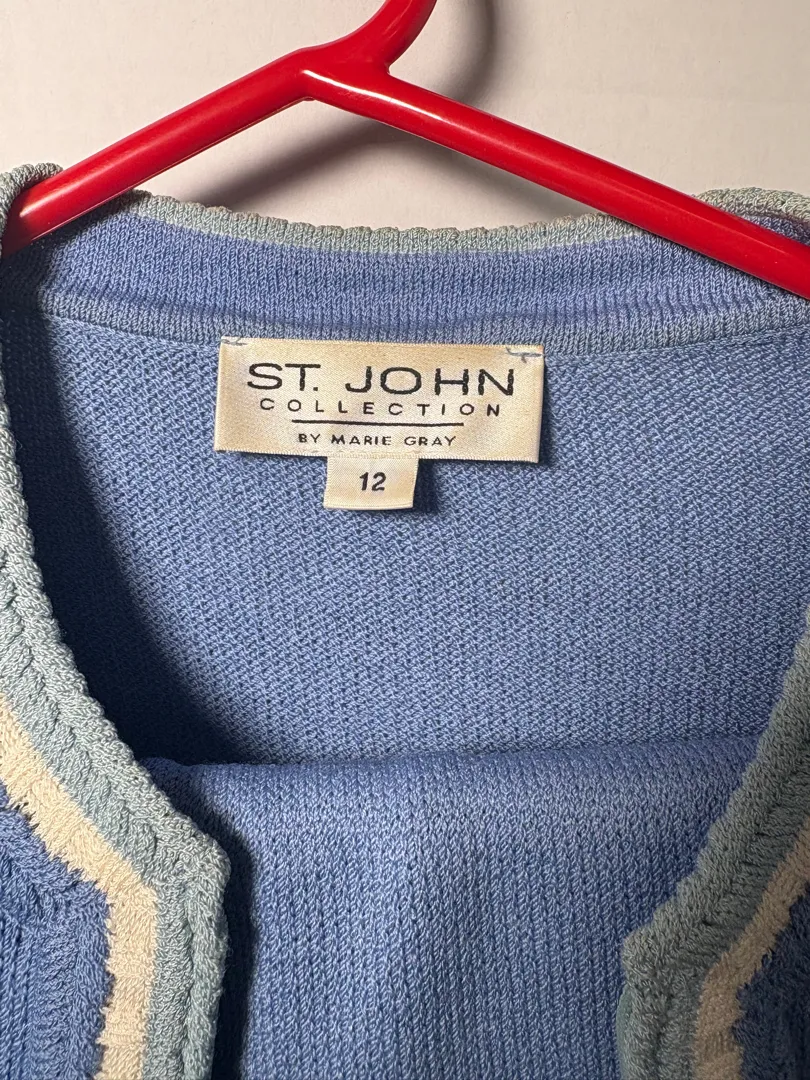 ST. JOHN
COLLECTION
BY MARIE GRAY
12